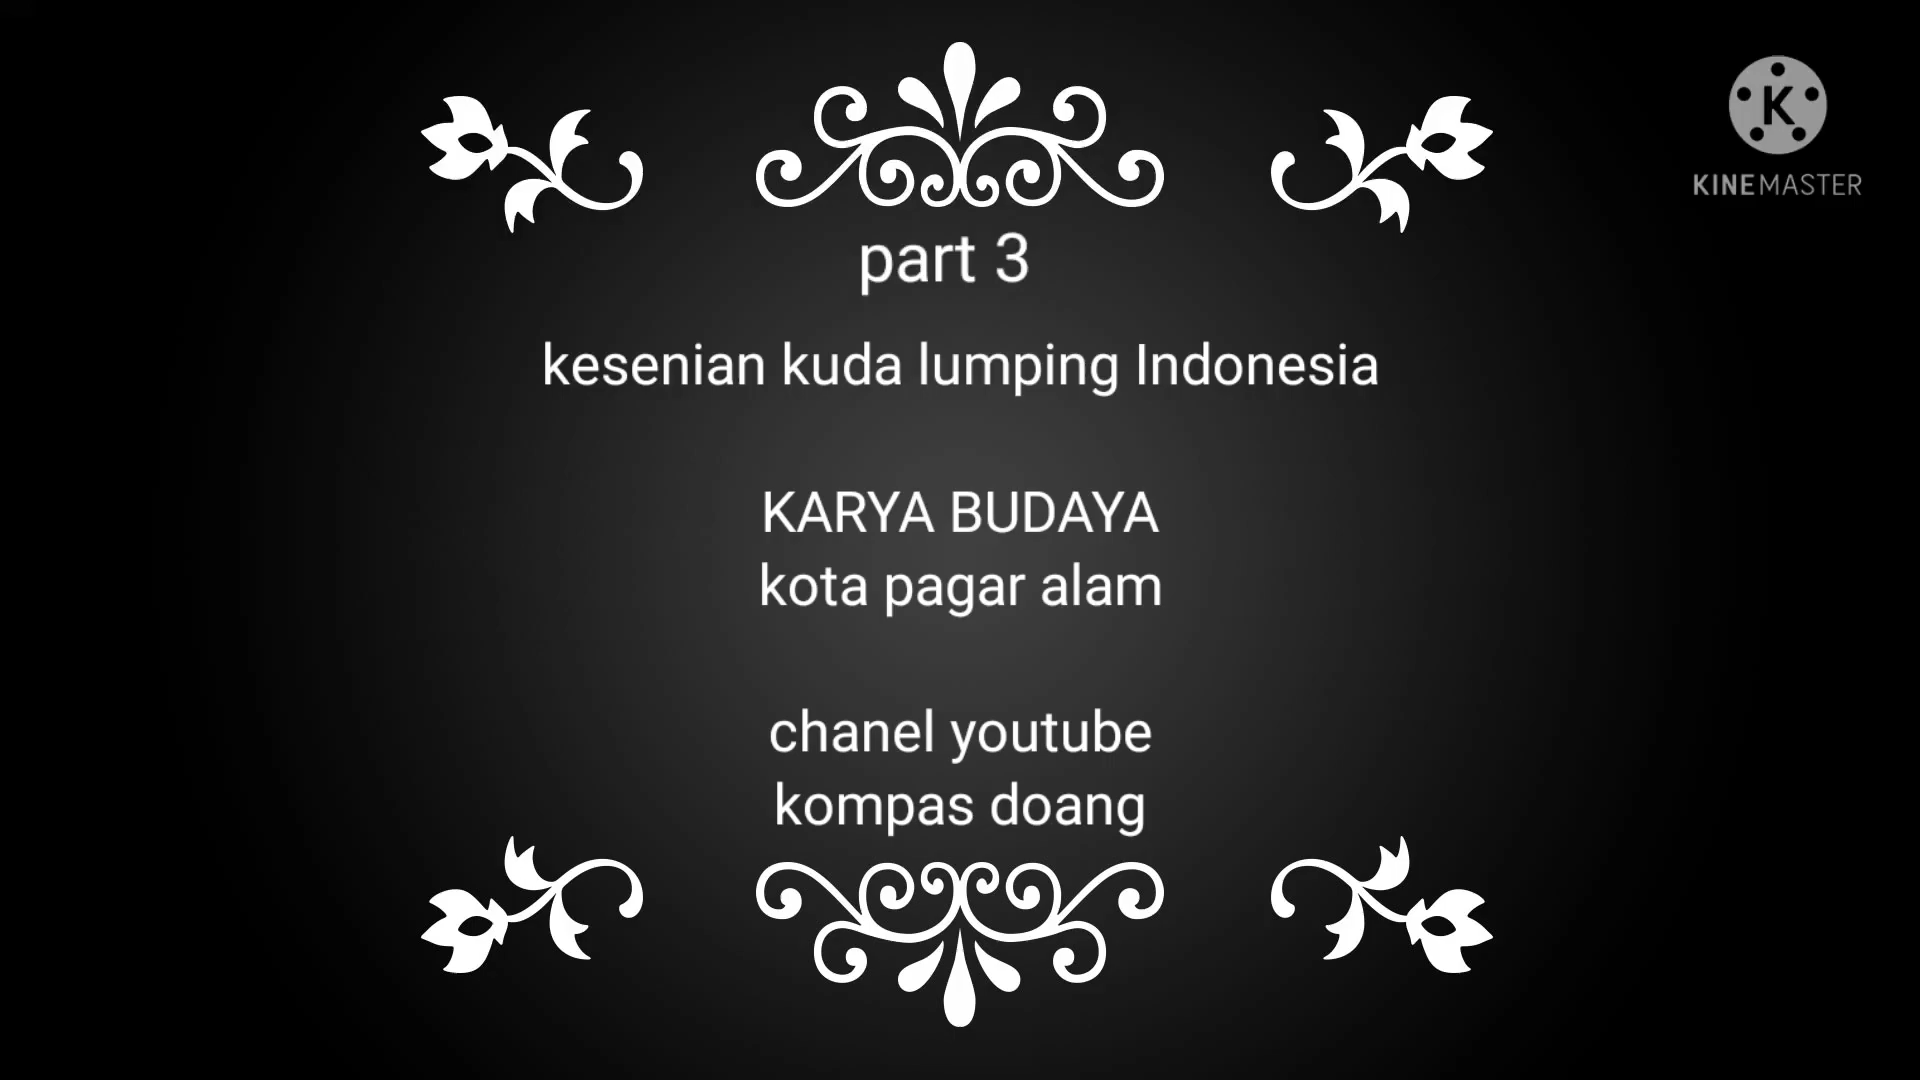 KINEMASTER
part 3
kesenian kuda lumping Indonesia
KARYA BUDAYA
kota pagar alam
chanel youtube
kompas doang